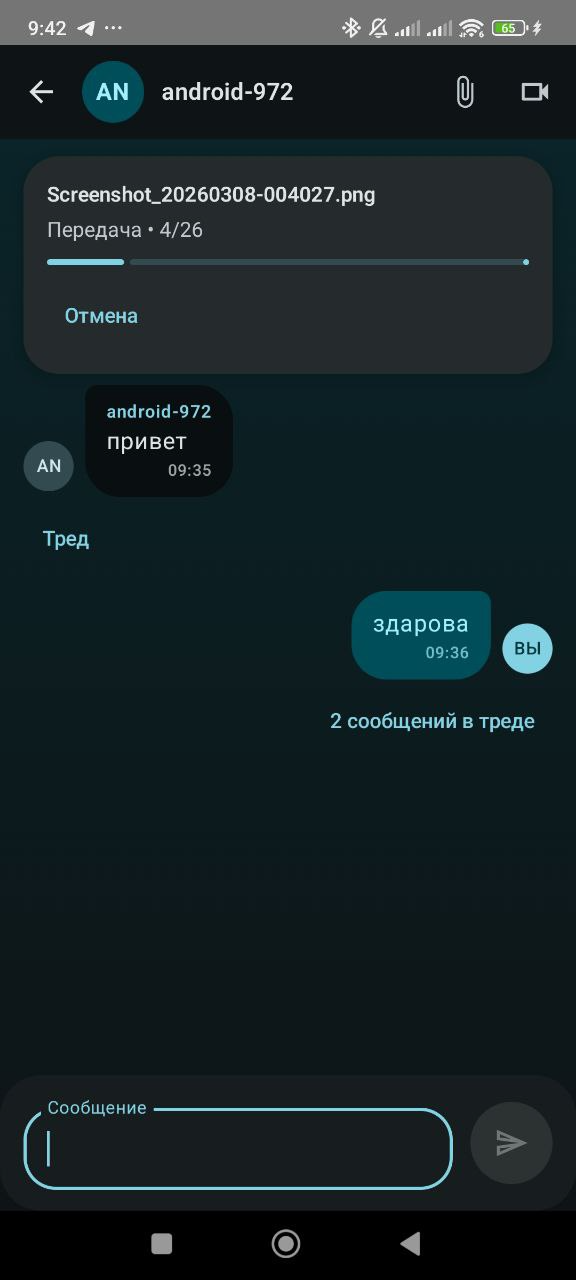 9:42
65
AN android-972
Screenshot_20260308-004027.png
Передача • 4/26
Отмена
android-972
привет
09:35
AN
Тред
здарова
09:36
ВЫ
2 сообщений в треде
Сообщение